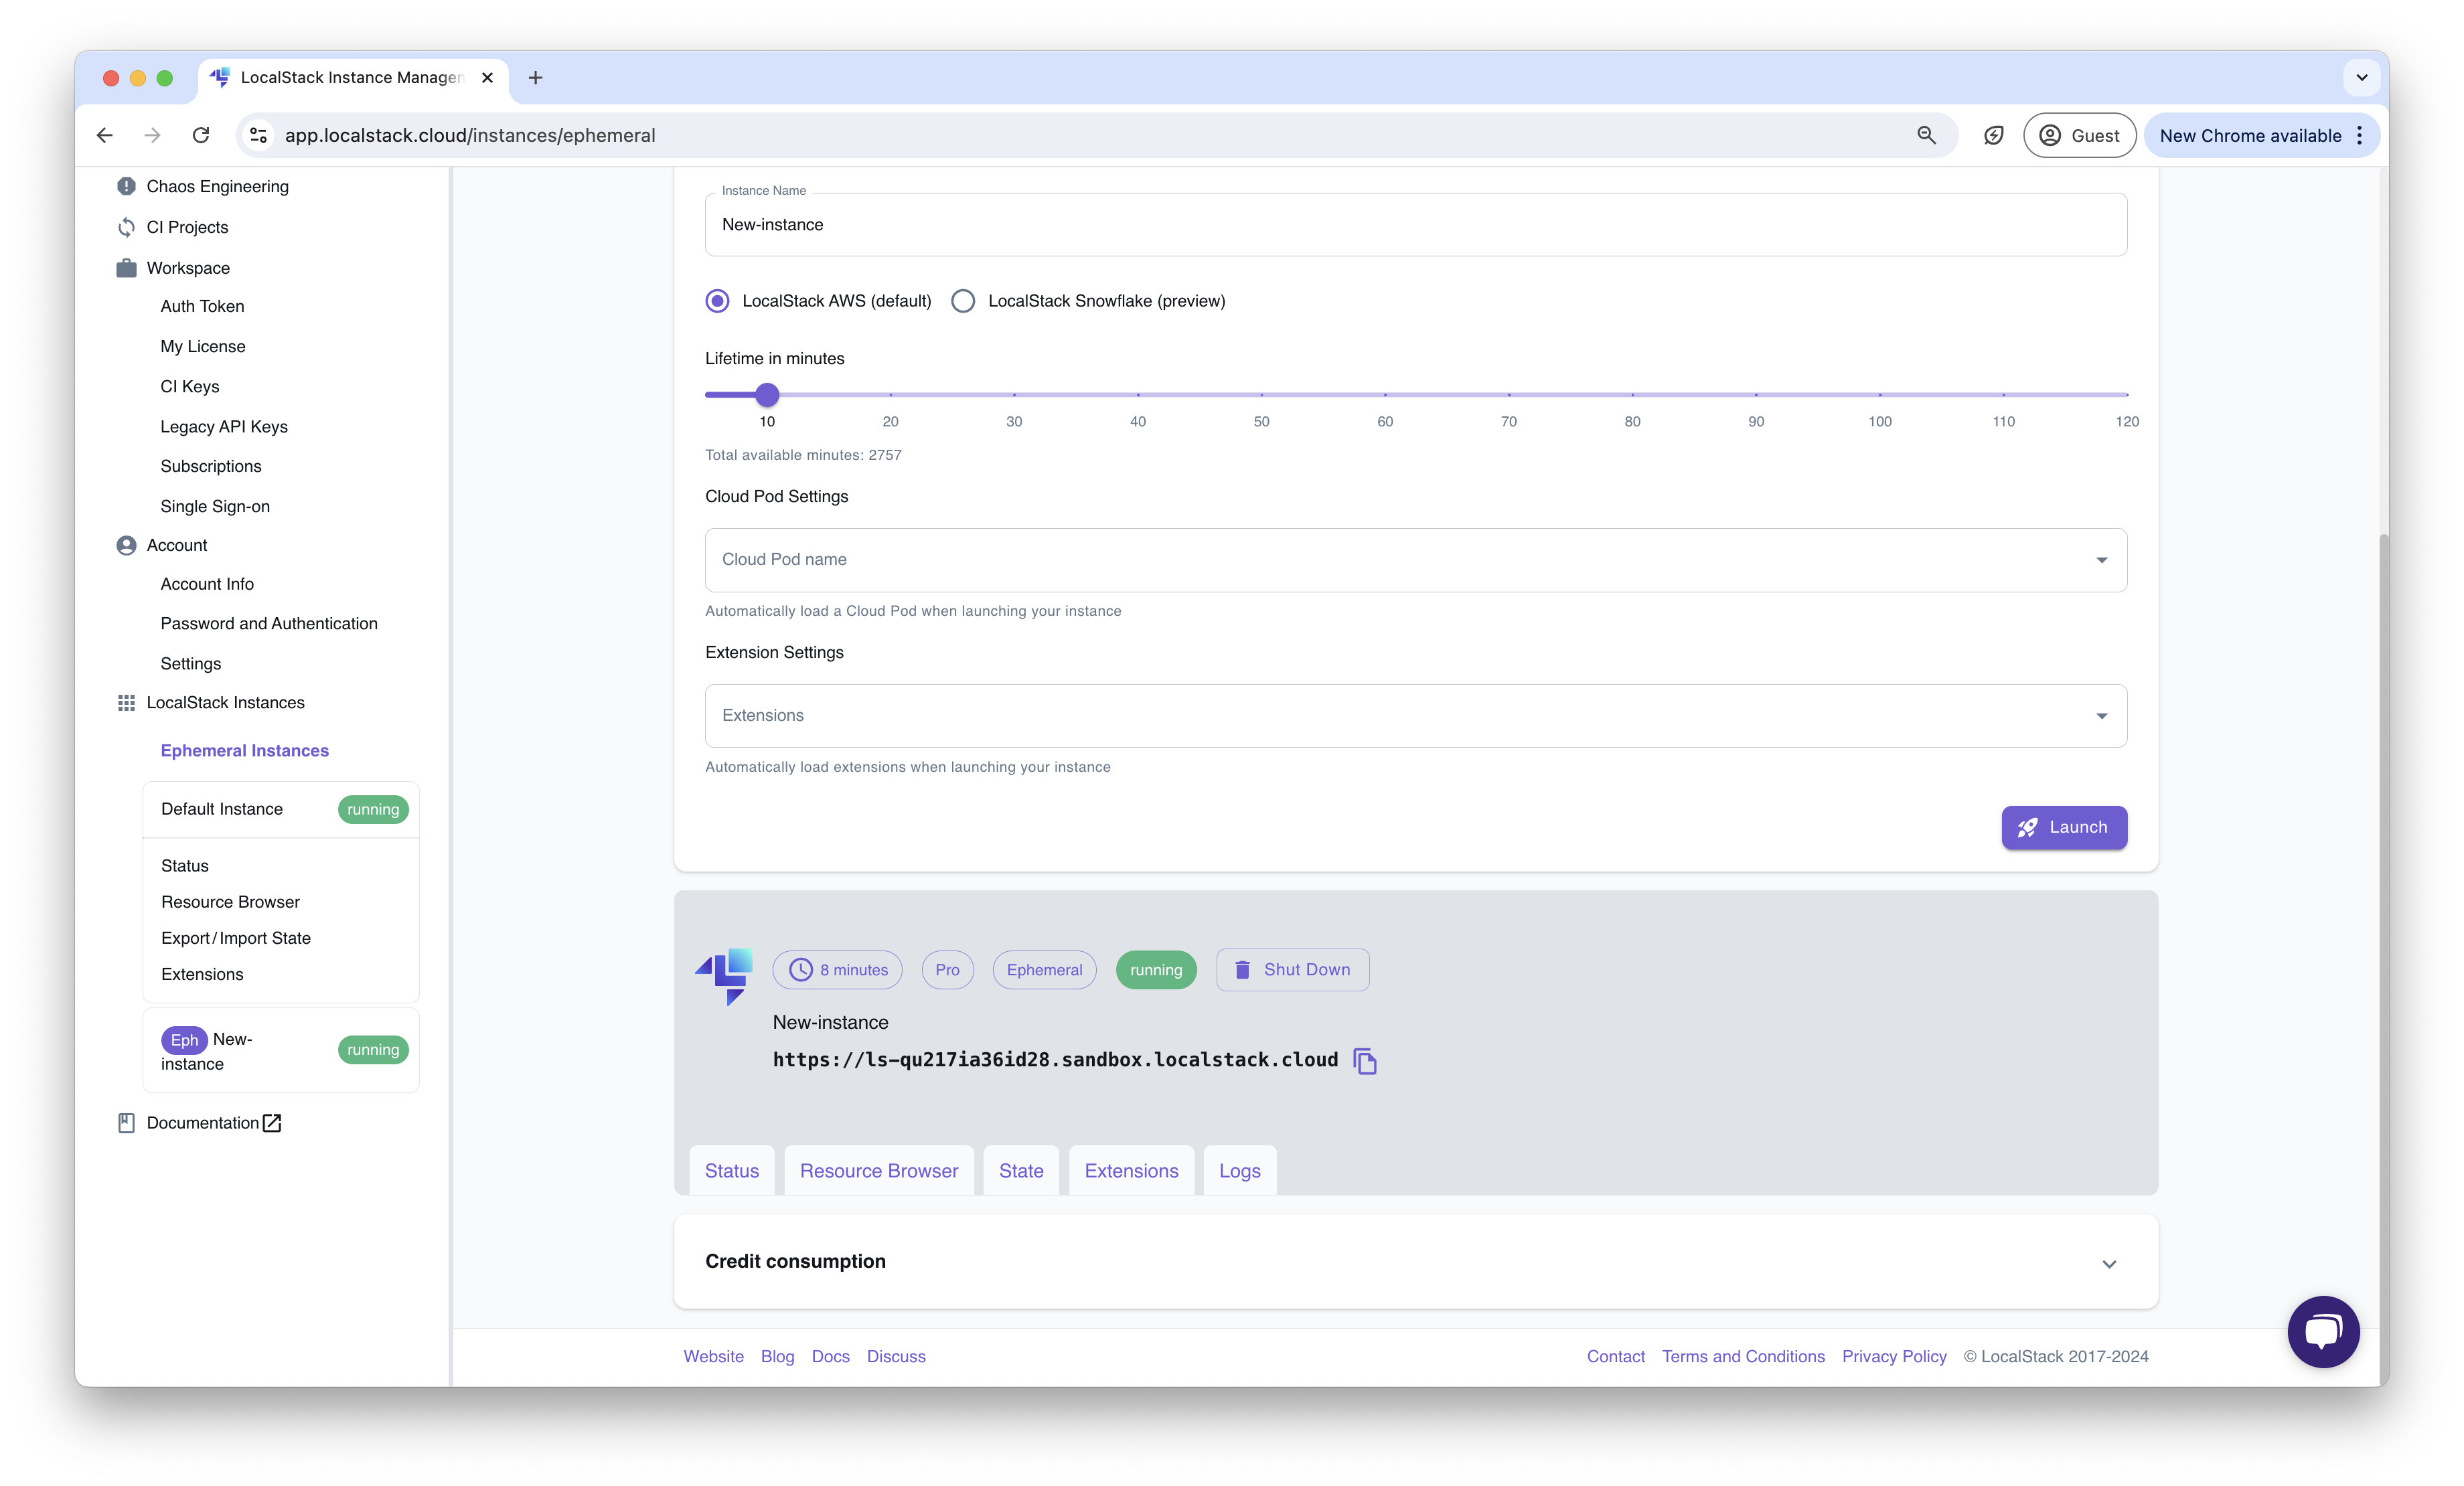 LocalStack Instance Manager
app.localstack.cloud/instances/ephemeral
Guest
New Chrome available
Chaos Engineering
CI Projects
Workspace
Auth Token
My License
CI Keys
Legacy API Keys
Subscriptions
Single Sign-on
Account
Account Info
Password and Authentication
Settings
LocalStack Instances
Ephemeral Instances
Default Instance running
Status
Resource Browser
Export/Import State
Extensions
Eph New-
instance
running
Documentation
Instance Name
New-instance
LocalStack AWS (default) LocalStack Snowflake (preview)
Lifetime in minutes
10 20 30 40 50 60 70 80 90 100 110 120
Total available minutes: 2757
Cloud Pod Settings
Cloud Pod name
Automatically load a Cloud Pod when launching your instance
Extension Settings
Extensions
Automatically load extensions when launching your instance
Launch
8 minutes Pro Ephemeral running Shut Down
New-instance
https://ls-qu217ia36id28.sandbox.localstack.cloud
Status Resource Browser State Extensions Logs
Credit consumption
Website Blog Docs Discuss
Contact Terms and Conditions Privacy Policy © LocalStack 2017-2024